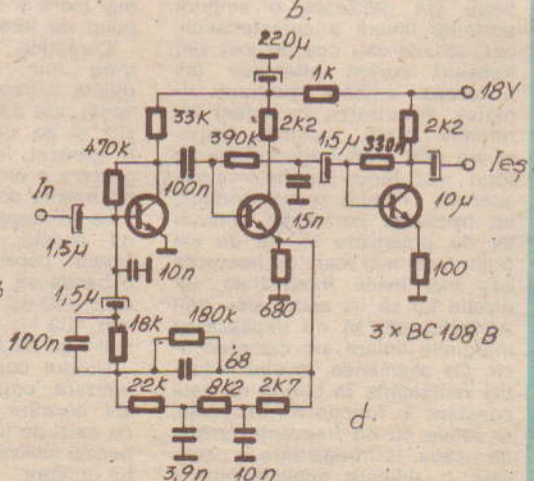 b.
220µ
1K
18V
33K
2K2
2K2
470K
390K
1,5µ
330n
Ieş
100n
In
15n
10µ
1,5µ
10n
680
100
1,5µ
180k
3 x BC 108 B
100n
18K
68
22K
8K2
2K7
d.
3,9n
10n